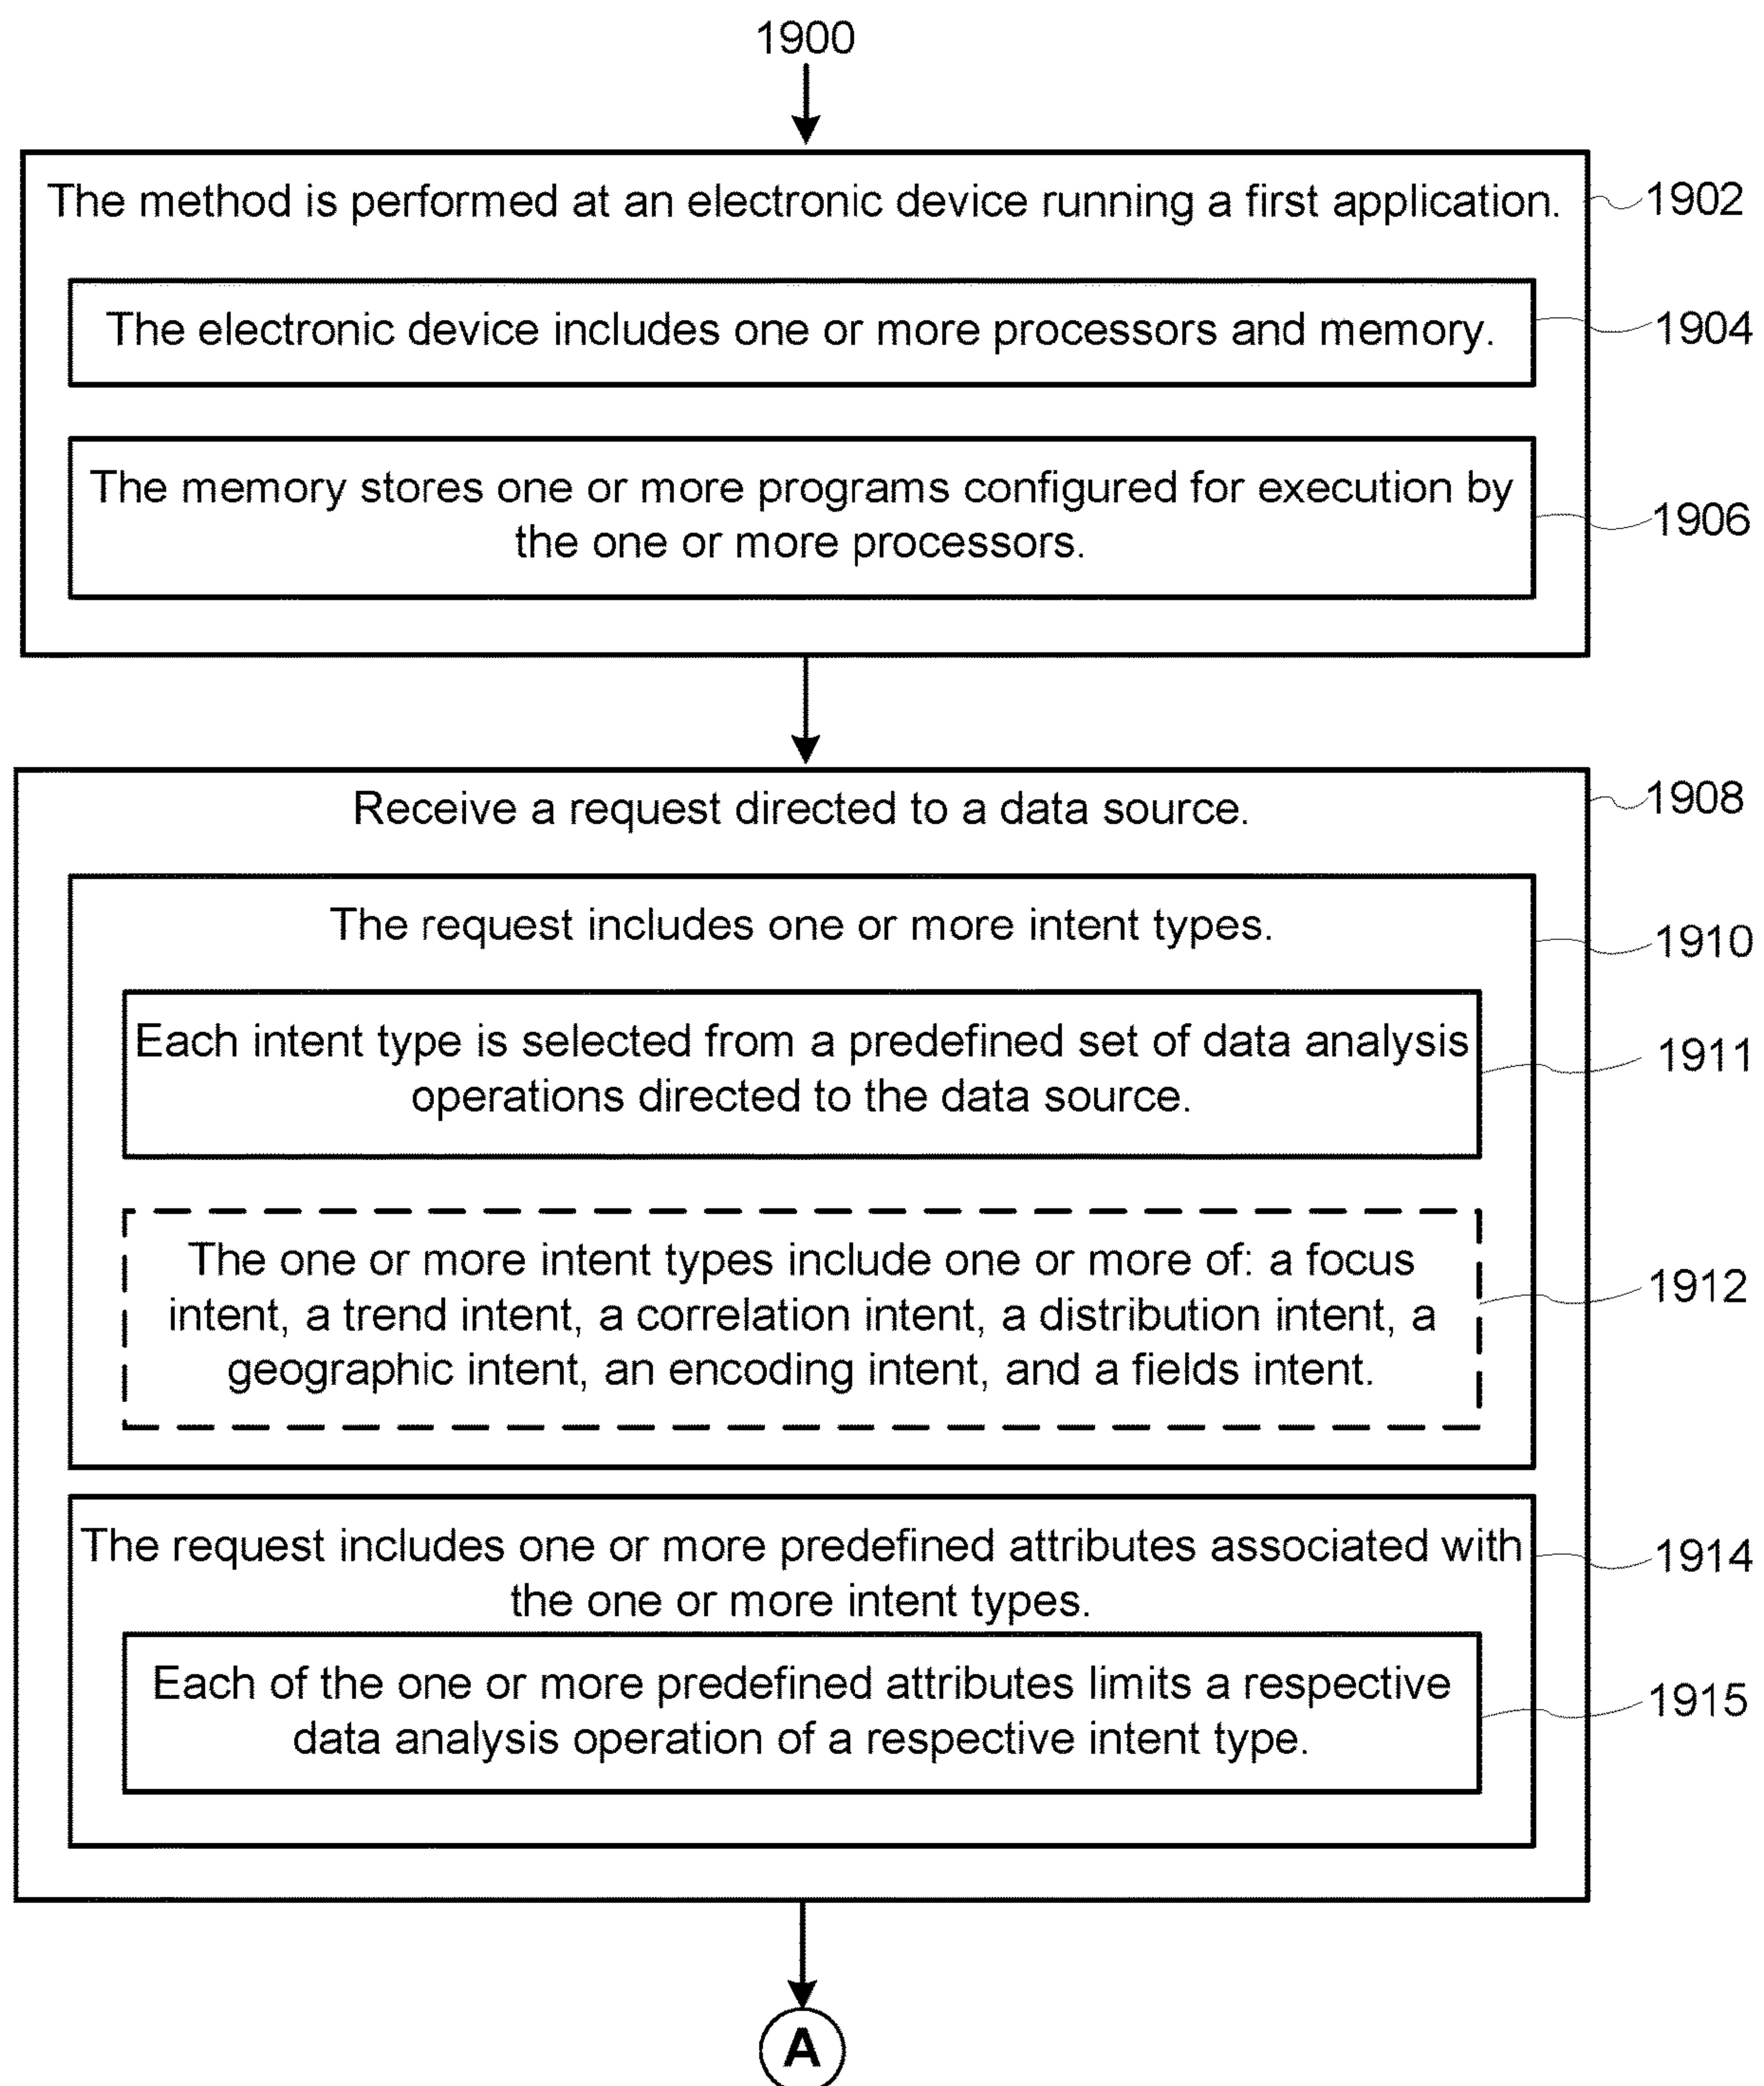 1900
The method is performed at an electronic device running a first application.
1902
The electronic device includes one or more processors and memory.
1904
The memory stores one or more programs configured for execution by
the one or more processors.
1906
Receive a request directed to a data source.
1908
The request includes one or more intent types.
1910
Each intent type is selected from a predefined set of data analysis
operations directed to the data source.
1911
The one or more intent types include one or more of: a focus
intent, a trend intent, a correlation intent, a distribution intent, a
geographic intent, an encoding intent, and a fields intent.
1912
The request includes one or more predefined attributes associated with
the one or more intent types.
1914
Each of the one or more predefined attributes limits a respective
data analysis operation of a respective intent type.
1915
A